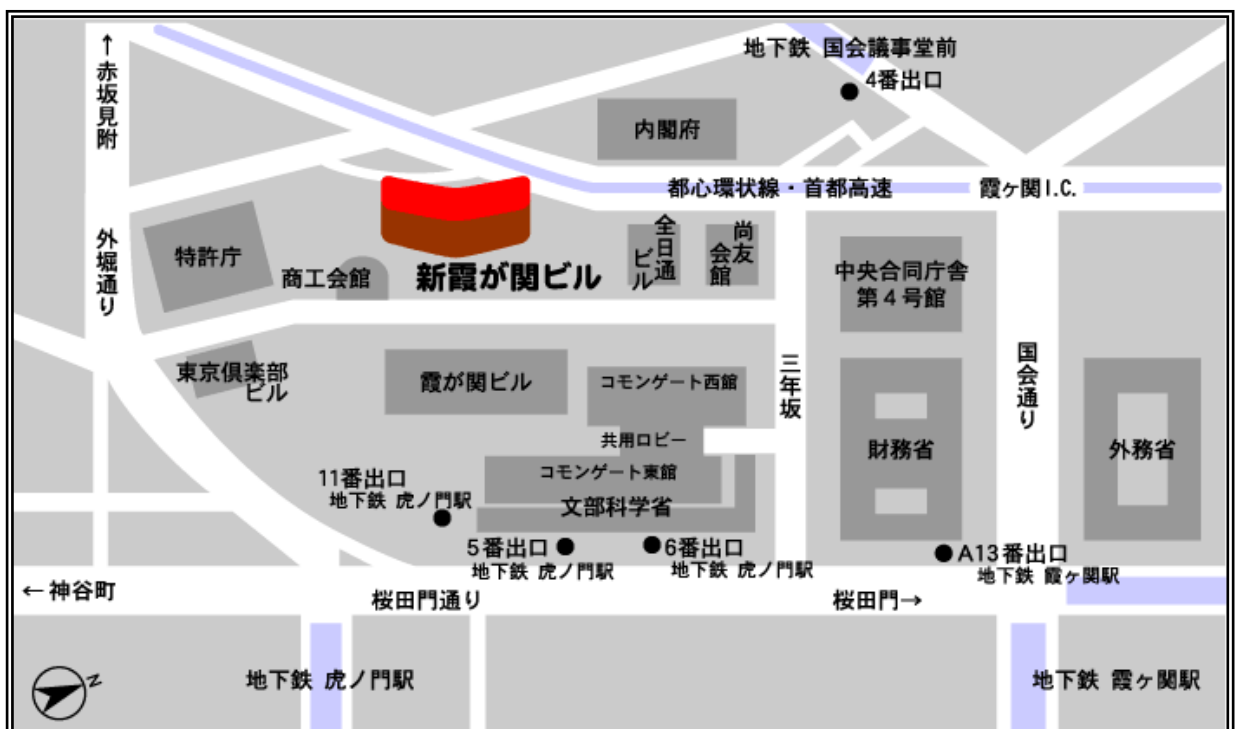 ↑赤坂見附
地下鉄 国会議事堂前
4番出口
内閣府
都心環状線・首都高速
霞ヶ関I.C.
外堀通り
特許庁
商工会館
新霞が関ビル
全日通
ビル
尚友
会館
中央合同庁舎
第4号館
東京倶楽部
ビル
霞が関ビル
コモンゲート西館
三年坂
国会通り
共用ロビー
財務省
外務省
コモンゲート東館
11番出口
地下鉄 虎ノ門駅
文部科学省
5番出口
地下鉄 虎ノ門駅
6番出口
地下鉄 虎ノ門駅
A13番出口
地下鉄 霞ヶ関駅
←神谷町
桜田門通り
桜田門→
N
地下鉄 虎ノ門駅
地下鉄 霞ヶ関駅